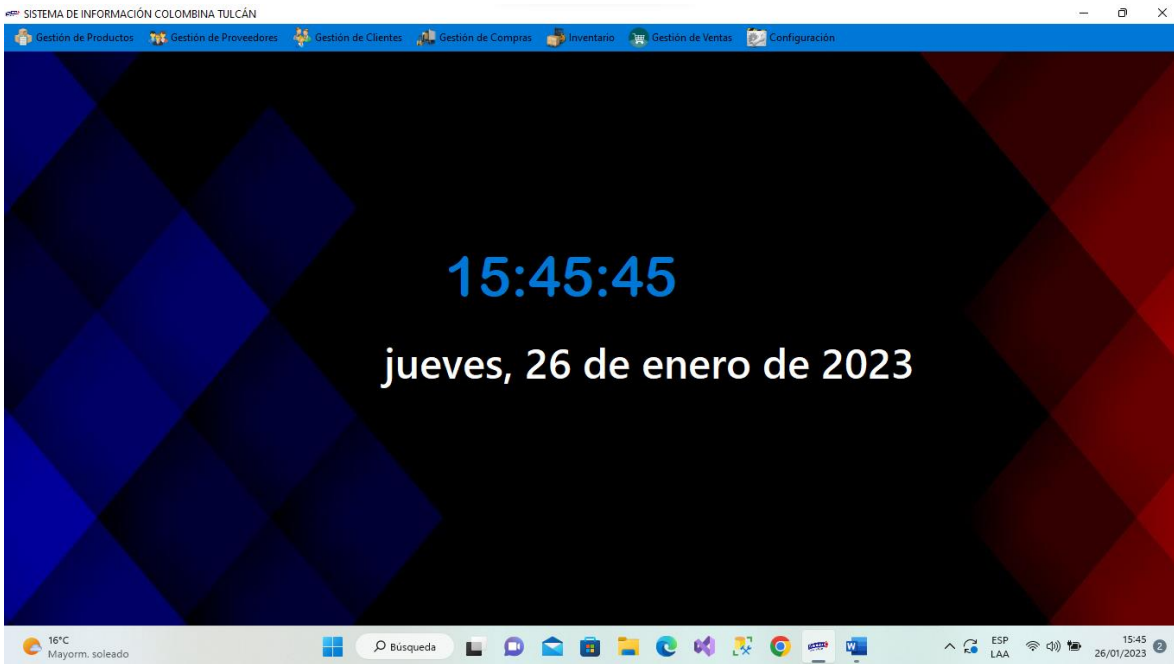 SISTEMA DE INFORMACIÓN COLOMBINA TULCÁN
Gestión de Productos Gestión de Proveedores Gestión de Clientes Gestión de Compras Inventario Gestión de Ventas Configuración
15:45:45
jueves, 26 de enero de 2023
16°C
Mayorm. soleado
Búsqueda
ESP
LAA
15:45
26/01/2023
2